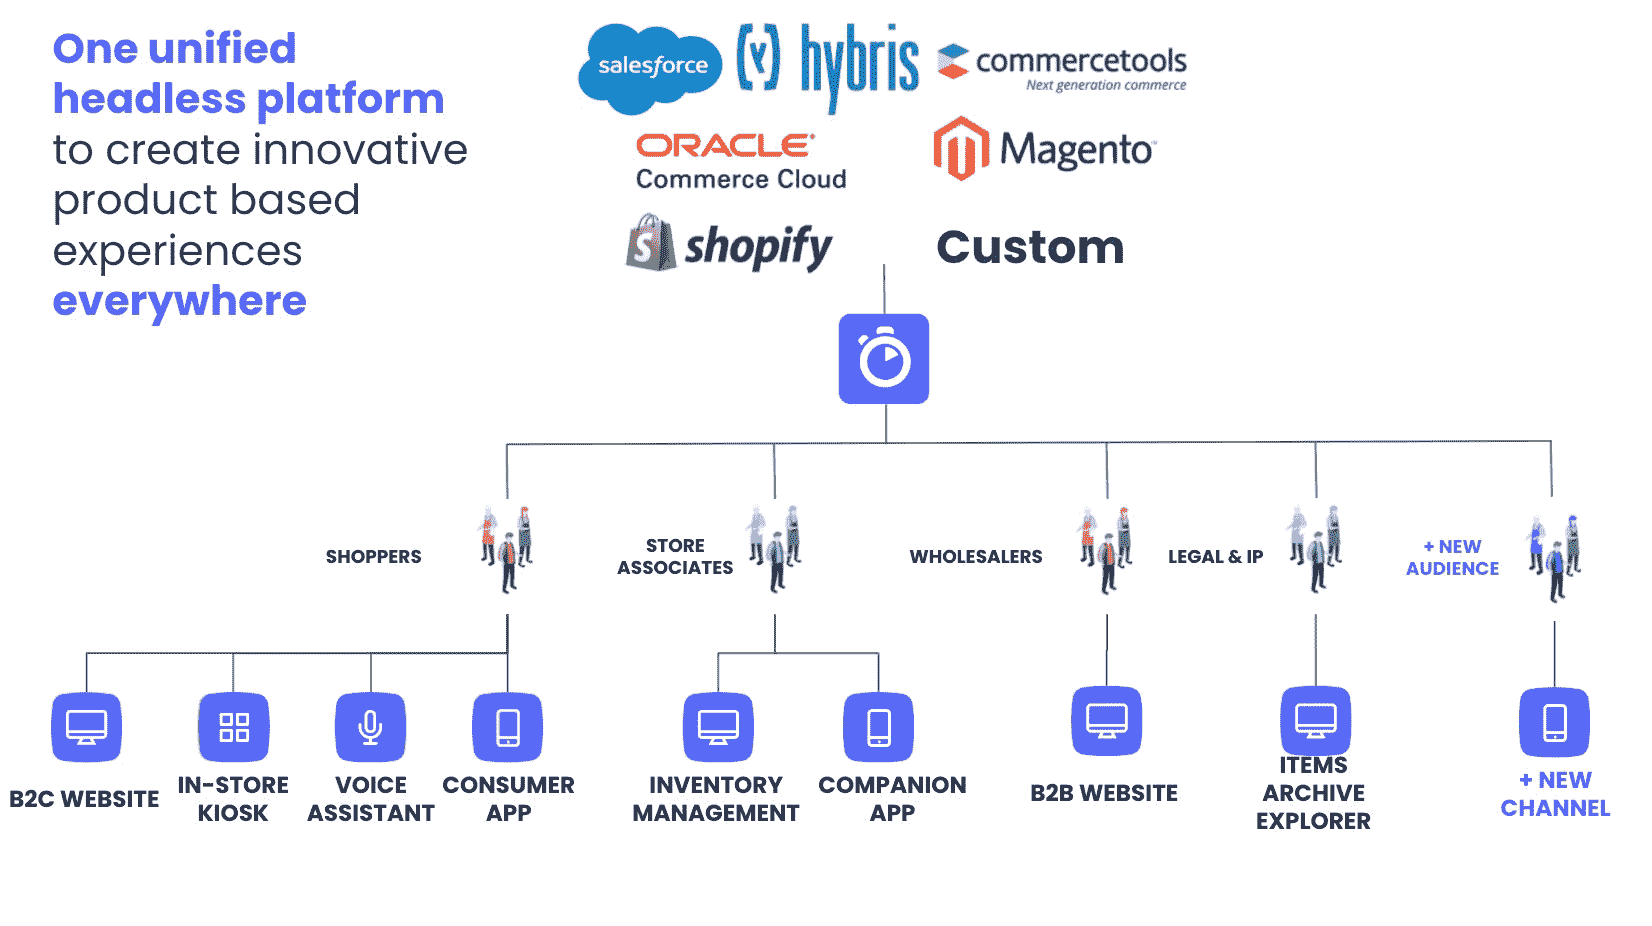 One unified
headless platform
to create innovative
product based
experiences
everywhere
salesforce
hybris
commercetools
Next generation commerce
ORACLE
Commerce Cloud
Magento
shopify
Custom
SHOPPERS
STORE
ASSOCIATES
WHOLESALERS
LEGAL & IP
+ NEW
AUDIENCE
B2C WEBSITE
IN-STORE
KIOSK
VOICE
ASSISTANT
CONSUMER
APP
INVENTORY
MANAGEMENT
COMPANION
APP
B2B WEBSITE
ITEMS
ARCHIVE
EXPLORER
+ NEW
CHANNEL